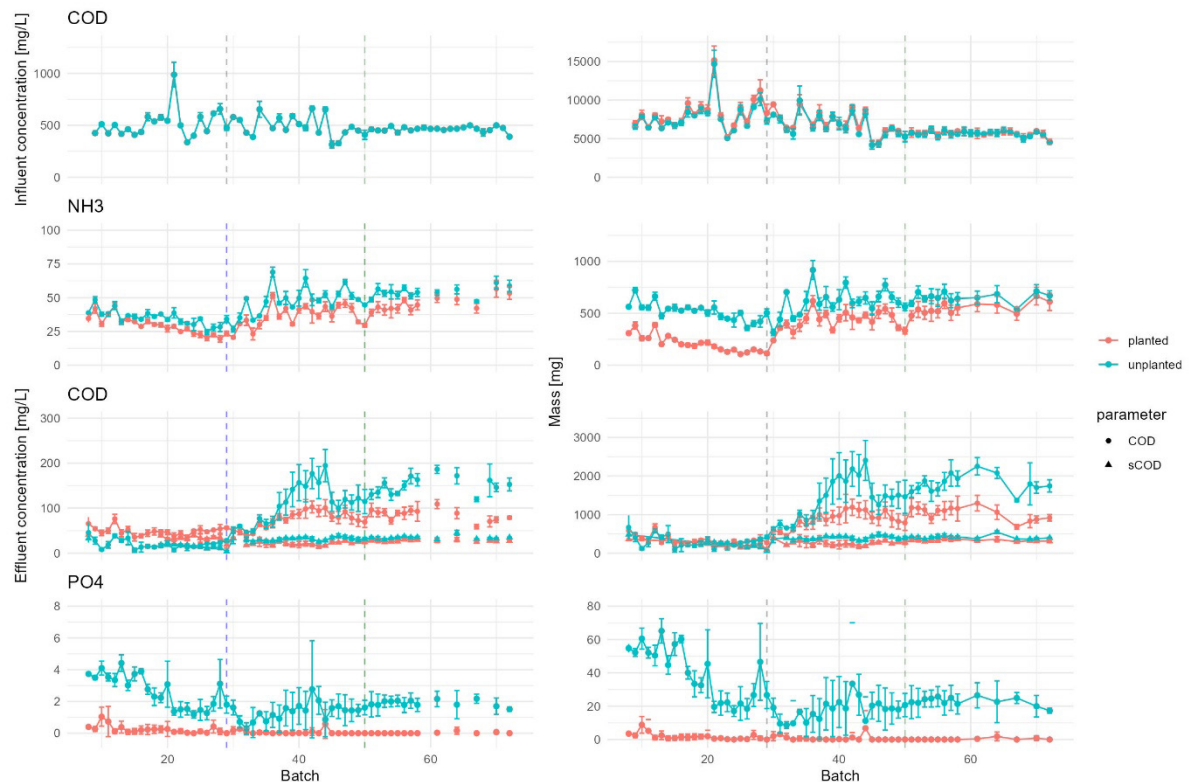 COD
Influent concentration [mg/L]
1000
500
0
15000
10000
5000
0
NH3
100
75
50
25
0
1000
500
0
planted
unplanted
COD
Effluent concentration [mg/L]
Mass [mg]
300
200
100
0
3000
2000
1000
0
parameter
COD
sCOD
PO4
8
6
4
2
0
80
60
40
20
0
20
40
60
20
40
60
Batch
Batch